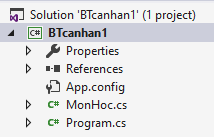 Solution 'BTcanhan1' (1 project)
C# BTcanhan1
Properties
References
App.config
C# MonHoc.cs
C# Program.cs